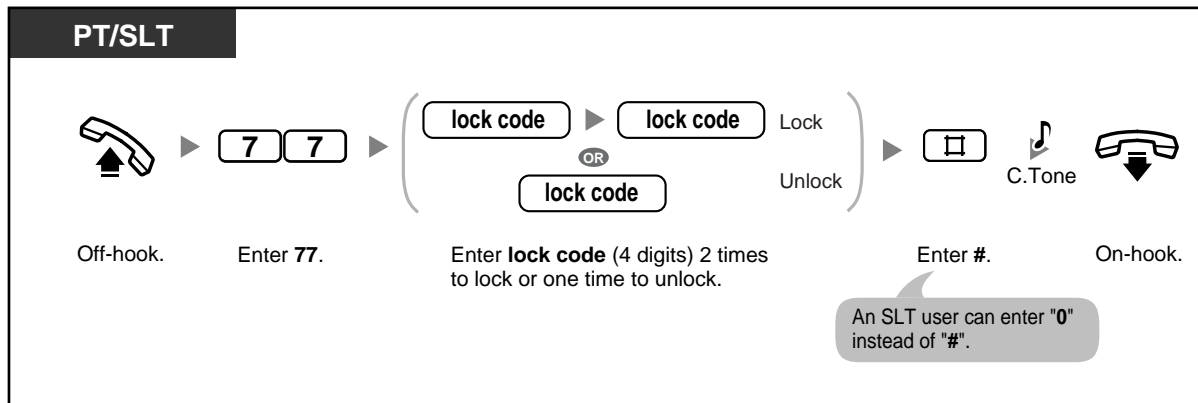 PT/SLT
7 7
lock code lock code Lock
OR
lock code Unlock
#
C.Tone
Off-hook.
Enter 77.
Enter lock code (4 digits) 2 times
to lock or one time to unlock.
Enter #.
On-hook.
An SLT user can enter "0"
instead of "#".